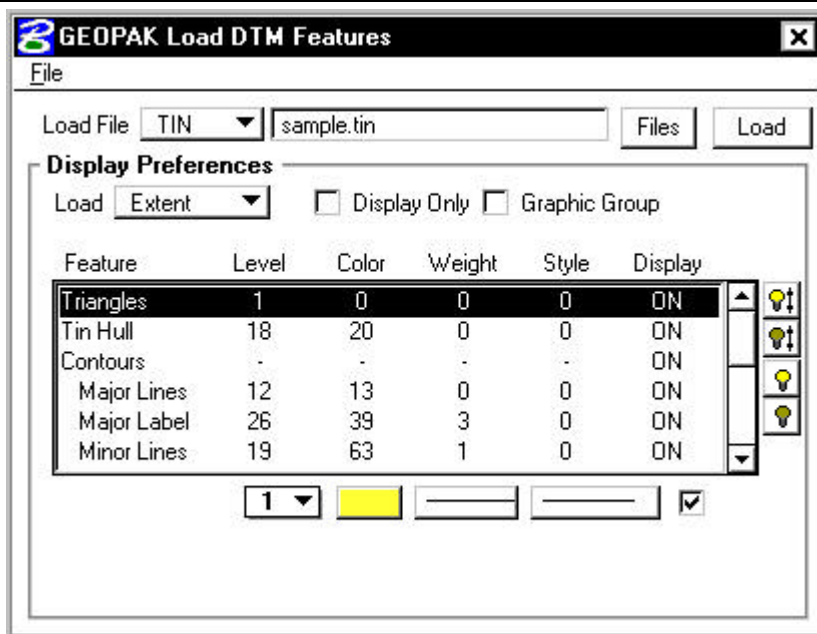 GEOPAK Load DTM Features
File
Load File TIN sample.tin Files Load
Display Preferences
Load Extent Display Only Graphic Group
Feature Level Color Weight Style Display
Triangles 1 0 0 0 ON
Tin Hull 18 20 0 0 ON
Contours - - - - ON
Major Lines 12 13 0 0 ON
Major Label 26 39 3 0 ON
Minor Lines 19 63 1 0 ON
1